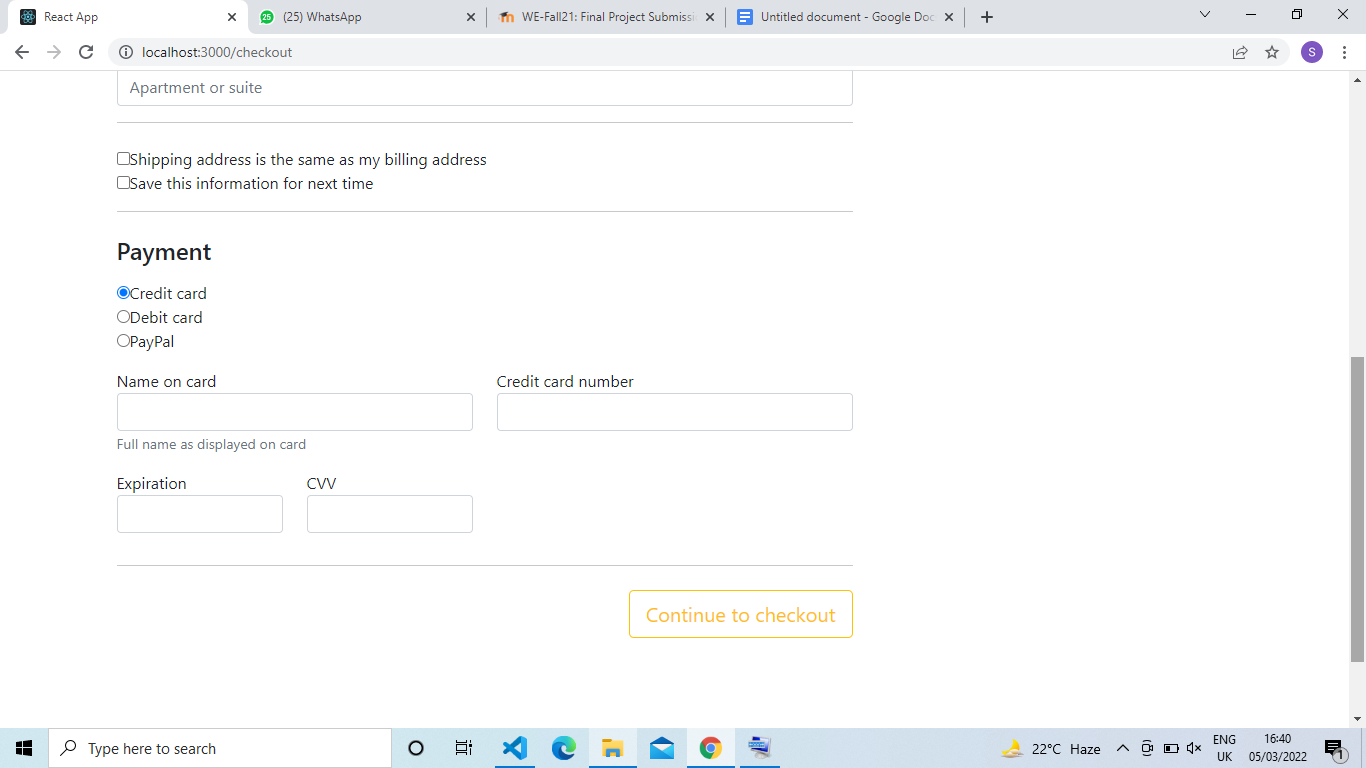 React App
(25) WhatsApp
WE-Fall21: Final Project Submissi
Untitled document - Google Doc
localhost:3000/checkout
S
Apartment or suite
Shipping address is the same as my billing address
Save this information for next time
Payment
Credit card
Debit card
PayPal
Name on card
Credit card number
Full name as displayed on card
Expiration
CVV
Continue to checkout
Type here to search
22°C Haze
ENG
UK
16:40
05/03/2022
1